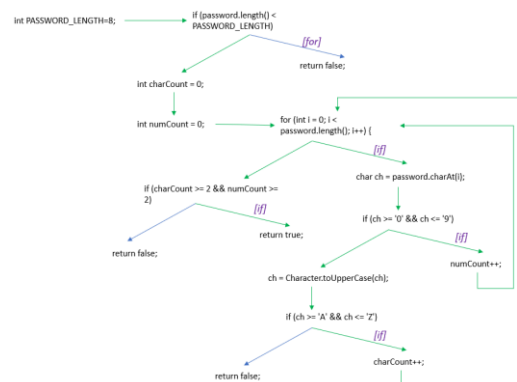 int PASSWORD_LENGTH=8;
if (password.length() <
PASSWORD_LENGTH)
[for]
return false;
int charCount = 0;
int numCount = 0;
for (int i = 0; i <
password.length(); i++) {
[if]
char ch = password.charAt(i);
if (charCount >= 2 && numCount >=
2)
[if]
return true;
return false;
if (ch >= '0' && ch <= '9')
[if]
numCount++;
ch = Character.toUpperCase(ch);
if (ch >= 'A' && ch <= 'Z')
[if]
charCount++;
return false;